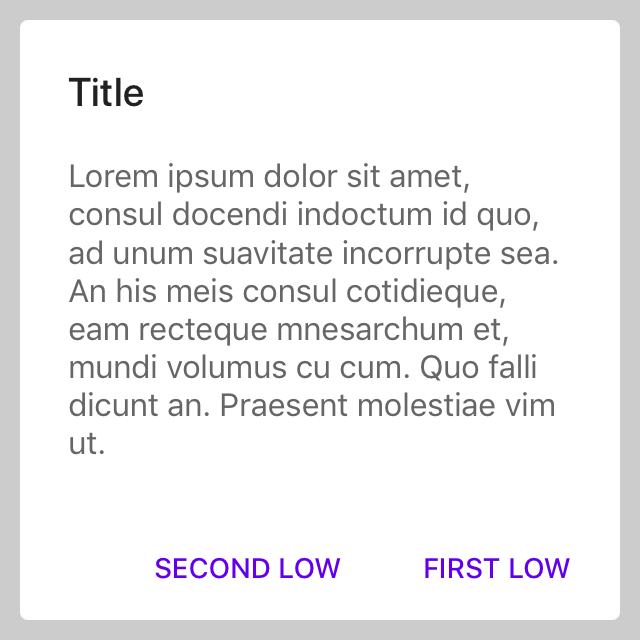 Title
Lorem ipsum dolor sit amet,
consul docendi indoctum id quo,
ad unum suavitate incorrupte sea.
An his meis consul cotidieque,
eam recteque mnesarchum et,
mundi volumus cu cum. Quo falli
dicunt an. Praesent molestiae vim
ut.
SECOND LOW FIRST LOW